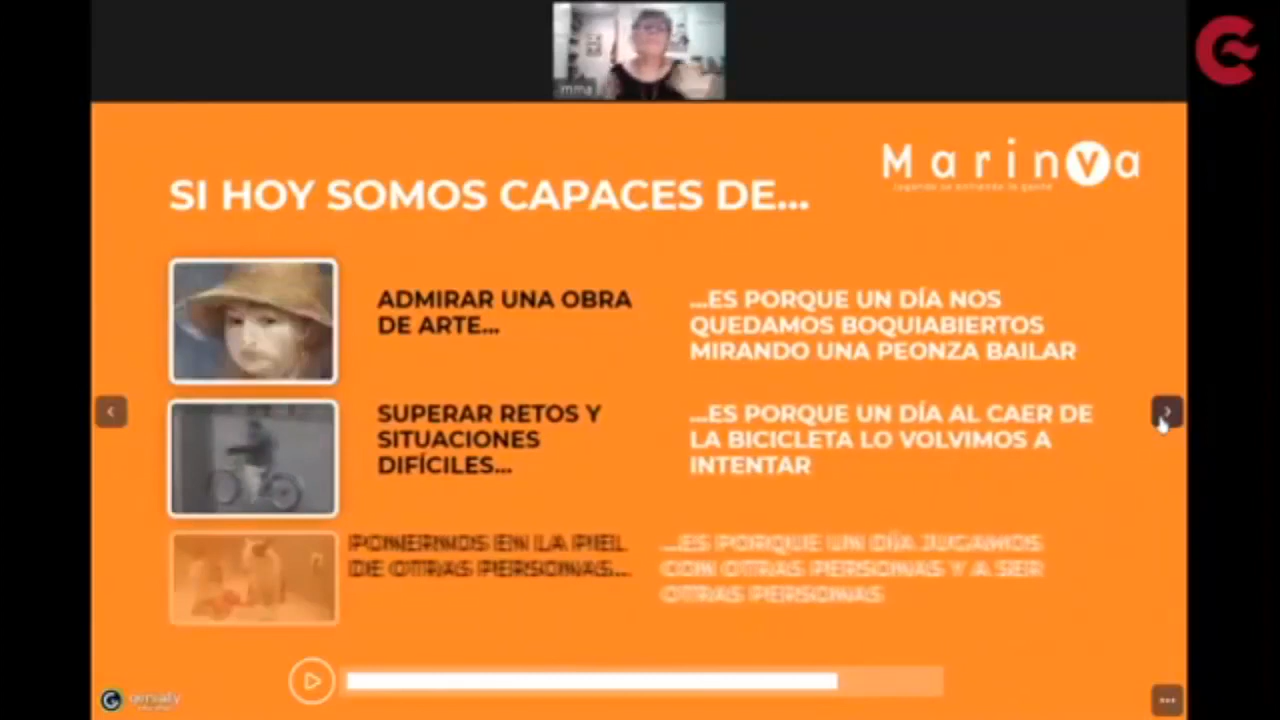 Marinva
SI HOY SOMOS CAPACES DE...
ADMIRAR UNA OBRA
DE ARTE...
...ES PORQUE UN DÍA NOS
QUEDAMOS BOQUIABIERTOS
MIRANDO UNA PEONZA BAILAR
SUPERAR RETOS Y
SITUACIONES
DIFÍCILES...
...ES PORQUE UN DÍA AL CAER DE
LA BICICLETA LO VOLVIMOS A
INTENTAR
PONERNOS EN LA PIEL
DE OTRAS PERSONAS...
...ES PORQUE UN DÍA JUGAMOS
CON OTRAS PERSONAS Y A SER
OTRAS PERSONAS
genially